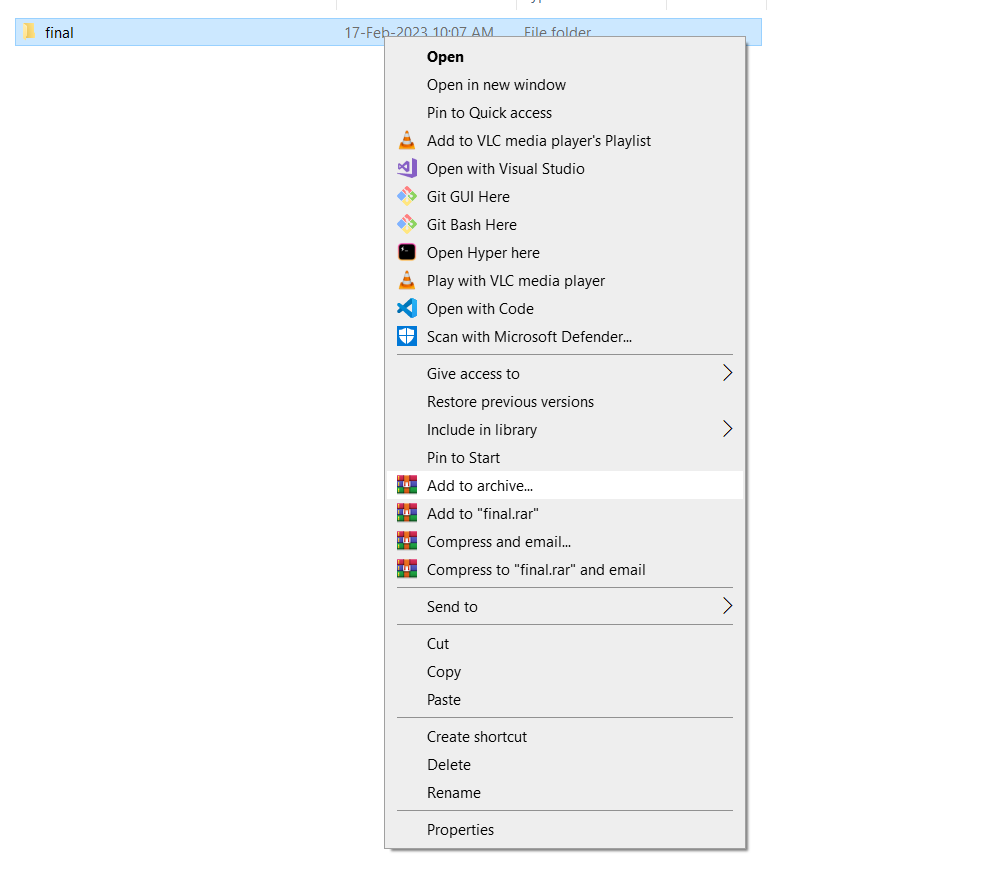 final 17-Feb-2023 10:07 AM File folder
Open
Open in new window
Pin to Quick access
Add to VLC media player's Playlist
Open with Visual Studio
Git GUI Here
Git Bash Here
Open Hyper here
Play with VLC media player
Open with Code
Scan with Microsoft Defender...
Give access to
Restore previous versions
Include in library
Pin to Start
Add to archive...
Add to "final.rar"
Compress and email...
Compress to "final.rar" and email
Send to
Cut
Copy
Paste
Create shortcut
Delete
Rename
Properties